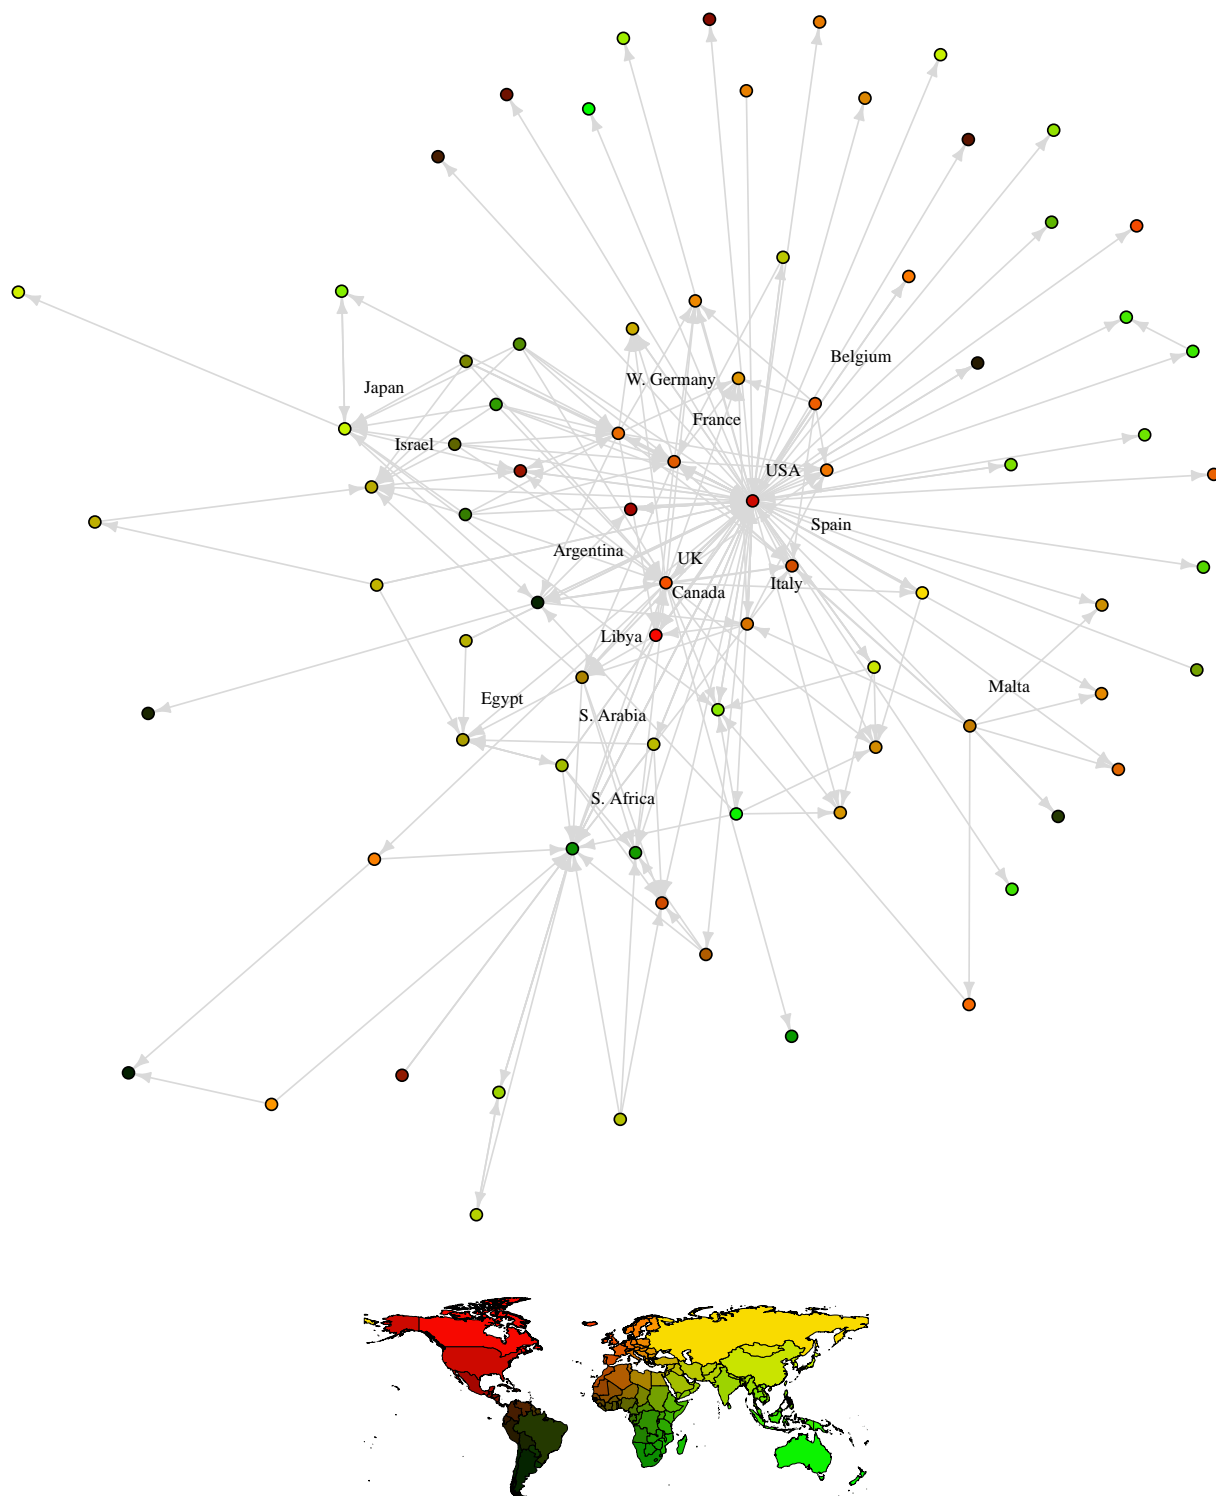 Belgium
W. Germany
Japan
France
Israel
USA
Spain
Argentina
UK
Italy
Canada
Libya
Malta
Egypt
S. Arabia
S. Africa